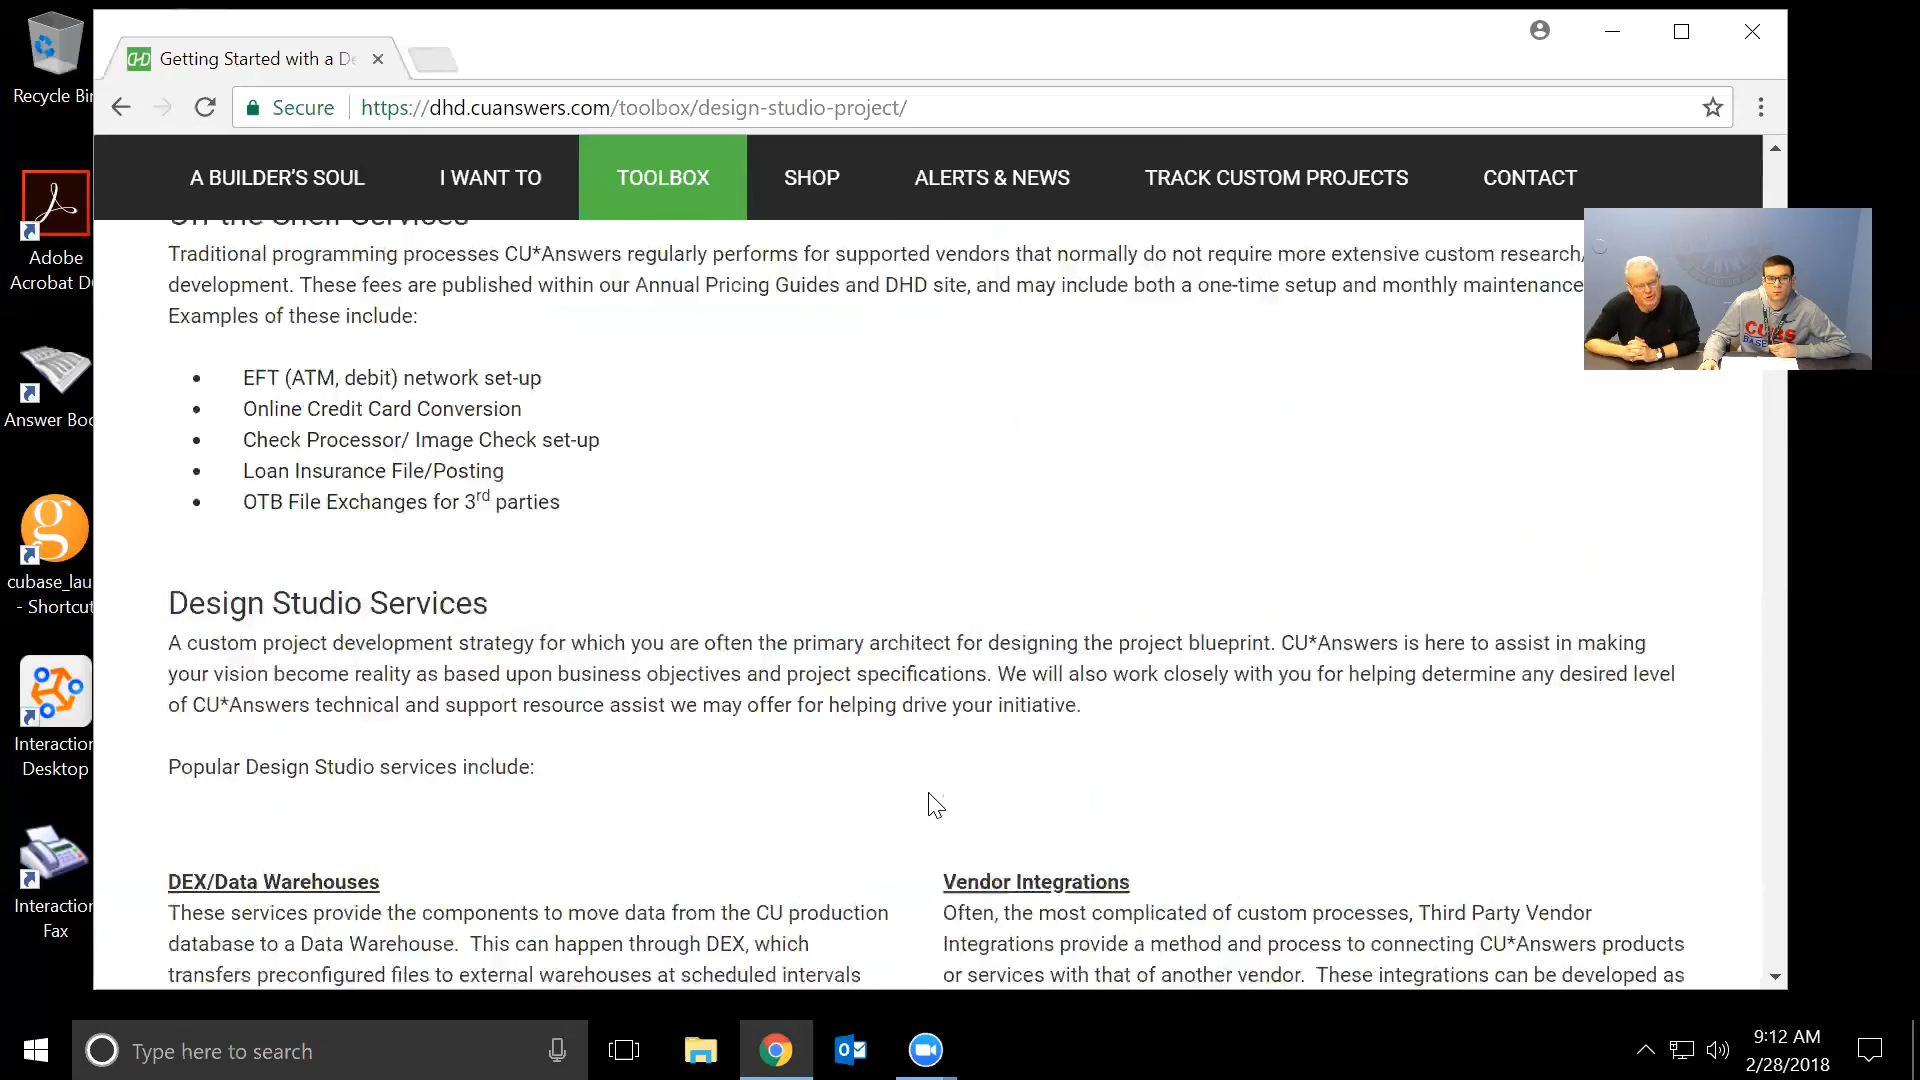 Recycle Bin
Adobe
Acrobat D
Answer Boo
cubase_lau
- Shortcut
Interaction
Desktop
Interaction
Fax
Getting Started with a De
Secure
https://dhd.cuanswers.com/toolbox/design-studio-project/
A BUILDER'S SOUL
I WANT TO
TOOLBOX
SHOP
ALERTS & NEWS
TRACK CUSTOM PROJECTS
CONTACT
Off the Shelf Services
Traditional programming processes CU*Answers regularly performs for supported vendors that normally do not require more extensive custom research/
development. These fees are published within our Annual Pricing Guides and DHD site, and may include both a one-time setup and monthly maintenance
Examples of these include:
• EFT (ATM, debit) network set-up
• Online Credit Card Conversion
• Check Processor/ Image Check set-up
• Loan Insurance File/Posting
• OTB File Exchanges for 3rd parties
Design Studio Services
A custom project development strategy for which you are often the primary architect for designing the project blueprint. CU*Answers is here to assist in making
your vision become reality as based upon business objectives and project specifications. We will also work closely with you for helping determine any desired level
of CU*Answers technical and support resource assist we may offer for helping drive your initiative.
Popular Design Studio services include:
DEX/Data Warehouses
These services provide the components to move data from the CU production
database to a Data Warehouse. This can happen through DEX, which
transfers preconfigured files to external warehouses at scheduled intervals
Vendor Integrations
Often, the most complicated of custom processes, Third Party Vendor
Integrations provide a method and process to connecting CU*Answers products
or services with that of another vendor. These integrations can be developed as
CUBS
BASE
Type here to search
9:12 AM
2/28/2018